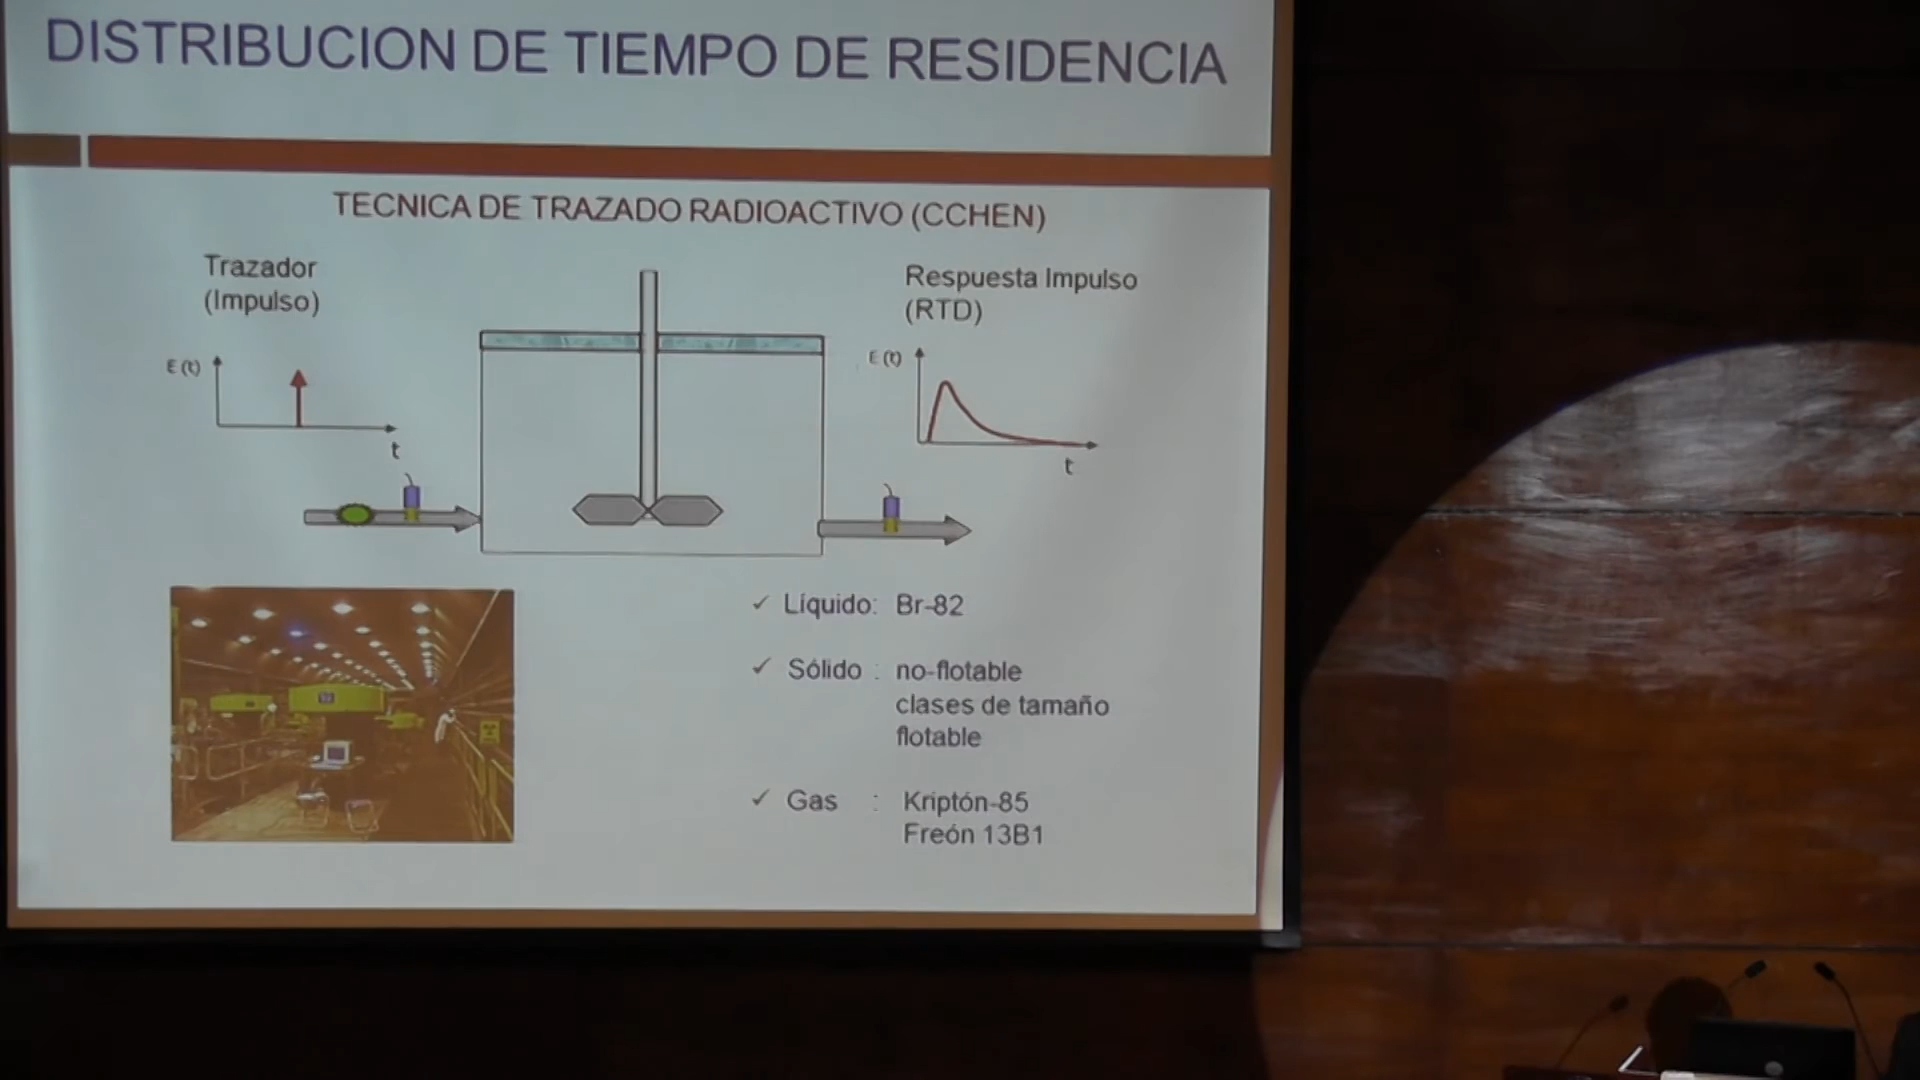 DISTRIBUCION DE TIEMPO DE RESIDENCIA
TECNICA DE TRAZADO RADIOACTIVO (CCHEN)
Trazador
(Impulso)
E (t)
t
Respuesta Impulso
(RTD)
E (t)
t
✓ Líquido: Br-82
✓ Sólido : no-flotable
clases de tamaño
flotable
✓ Gas : Kriptón-85
Freón 13B1